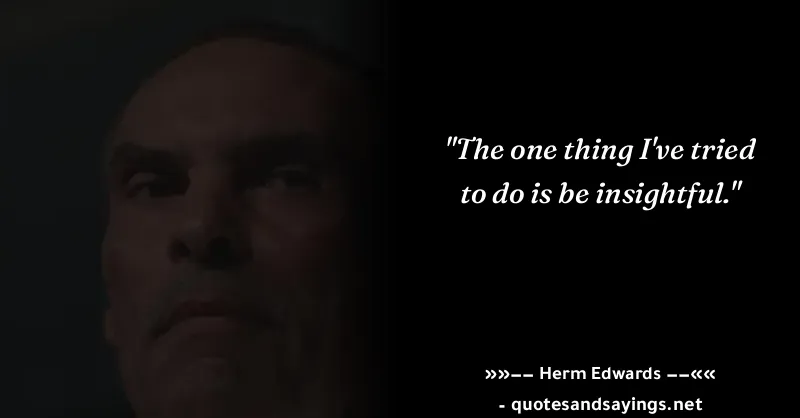 "The one thing I've tried
to do is be insightful."
»»−− Herm Edwards −−««
- quotesandsayings.net